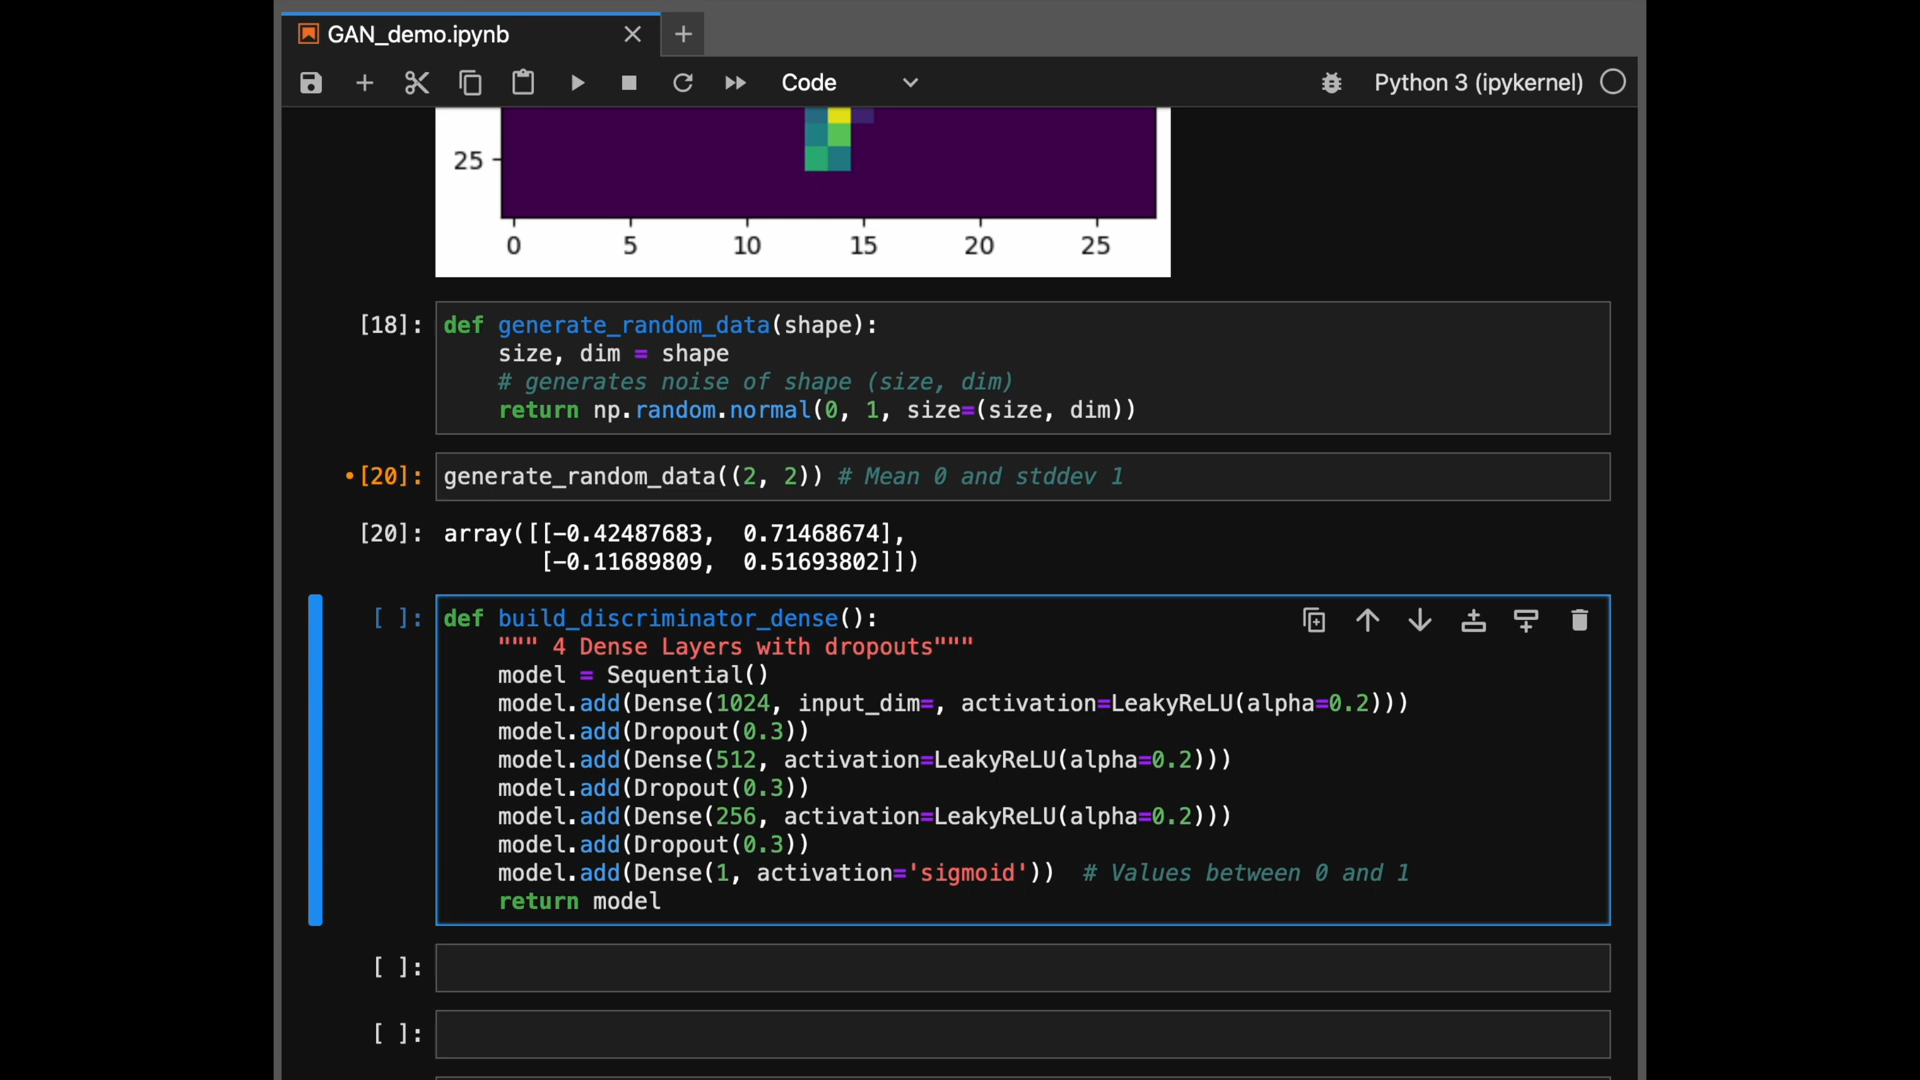 GAN_demo.ipynb
Code
Python 3 (ipykernel)
25
0 5 10 15 20 25
[18]: def generate_random_data(shape):
size, dim = shape
# generates noise of shape (size, dim)
return np.random.normal(0, 1, size=(size, dim))
[20]: generate_random_data((2, 2)) # Mean 0 and stddev 1
[20]: array([[-0.42487683, 0.71468674],
[-0.11689809, 0.51693802]])
[ ]: def build_discriminator_dense():
""" 4 Dense Layers with dropouts"""
model = Sequential()
model.add(Dense(1024, input_dim=, activation=LeakyReLU(alpha=0.2)))
model.add(Dropout(0.3))
model.add(Dense(512, activation=LeakyReLU(alpha=0.2)))
model.add(Dropout(0.3))
model.add(Dense(256, activation=LeakyReLU(alpha=0.2)))
model.add(Dropout(0.3))
model.add(Dense(1, activation='sigmoid')) # Values between 0 and 1
return model
[ ]:
[ ]: